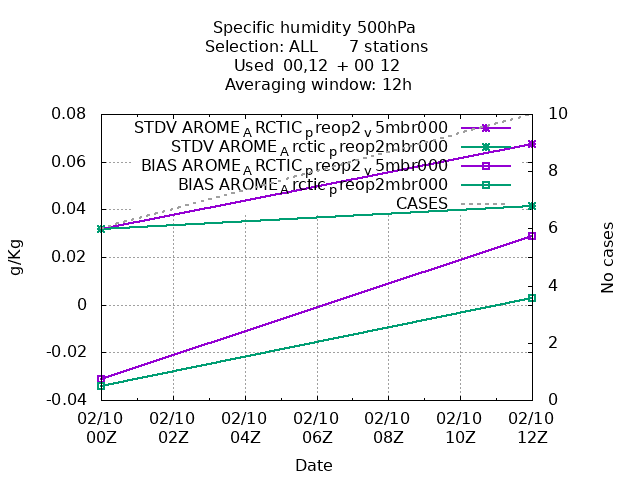 Specific humidity 500hPa
Selection: ALL 7 stations
Used 00,12 + 00 12
Averaging window: 12h
STDV AROME_ARCTIC_preop2_v5mbr000
STDV AROME_Arctic_preop2mbr000
BIAS AROME_ARCTIC_preop2_v5mbr000
BIAS AROME_Arctic_preop2mbr000
CASES
0.08
0.06
0.04
0.02
0
-0.02
-0.04
g/Kg
10
8
6
4
2
0
No cases
02/10 02/10 02/10 02/10 02/10 02/10 02/10
00Z 02Z 04Z 06Z 08Z 10Z 12Z
Date